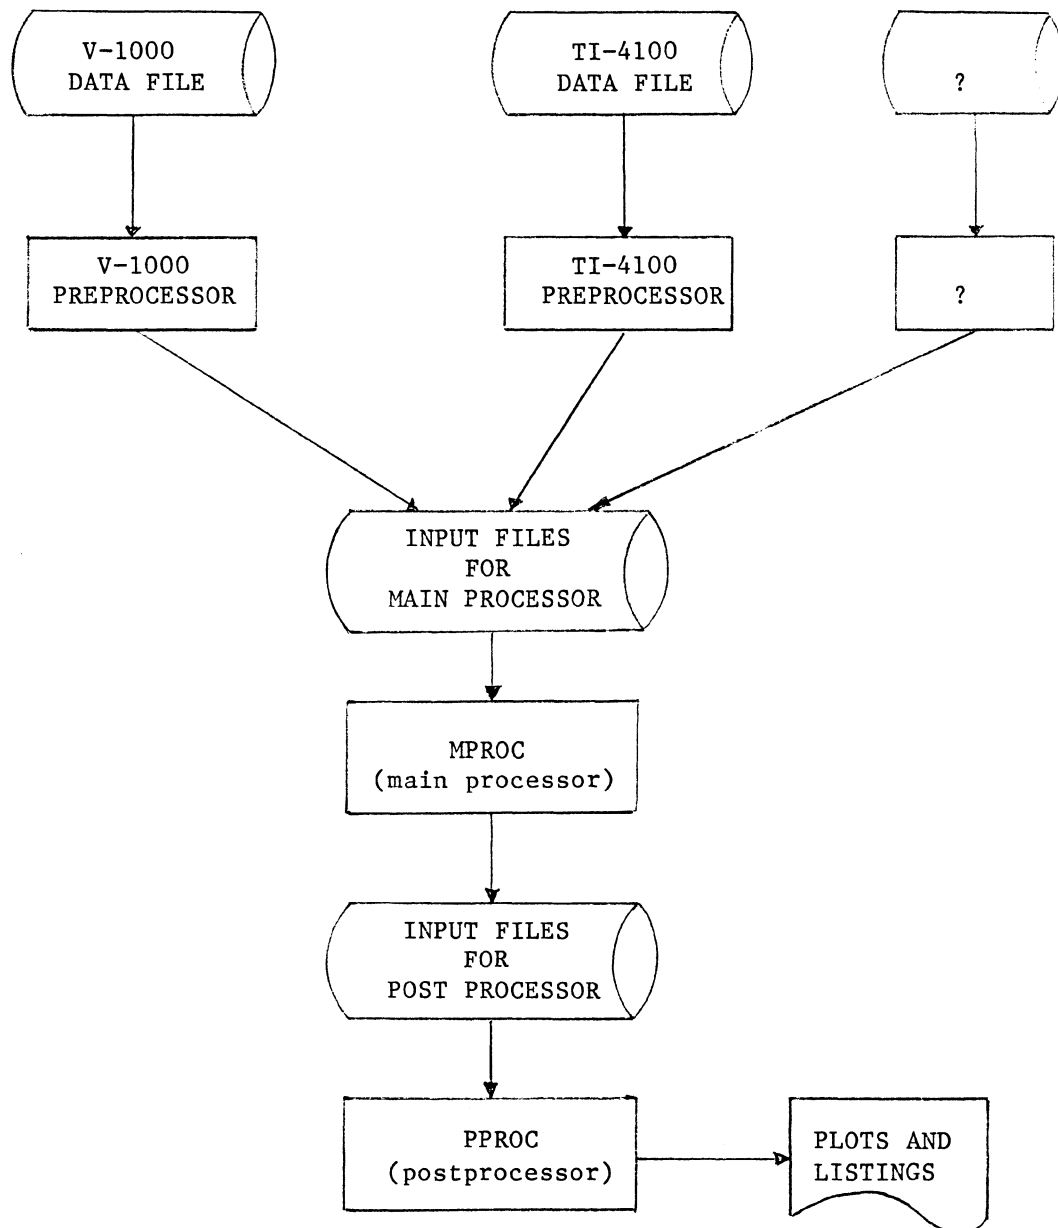 V-1000
DATA FILE
TI-4100
DATA FILE
?
V-1000
PREPROCESSOR
TI-4100
PREPROCESSOR
?
INPUT FILES
FOR
MAIN PROCESSOR
MPROC
(main processor)
INPUT FILES
FOR
POST PROCESSOR
PPROC
(postprocessor)
PLOTS AND
LISTINGS